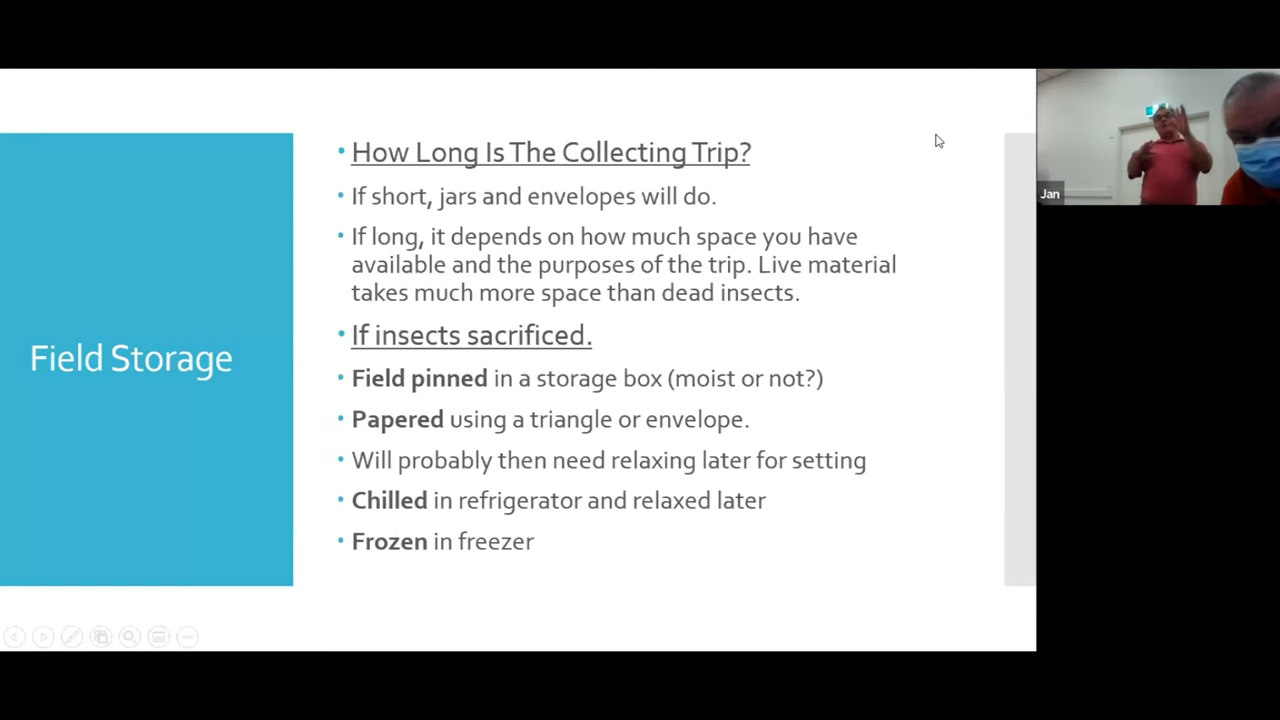 Field Storage
• How Long Is The Collecting Trip?
• If short, jars and envelopes will do.
• If long, it depends on how much space you have
available and the purposes of the trip. Live material
takes much more space than dead insects.
• If insects sacrificed.
• Field pinned in a storage box (moist or not?)
• Papered using a triangle or envelope.
• Will probably then need relaxing later for setting
• Chilled in refrigerator and relaxed later
• Frozen in freezer
Jan